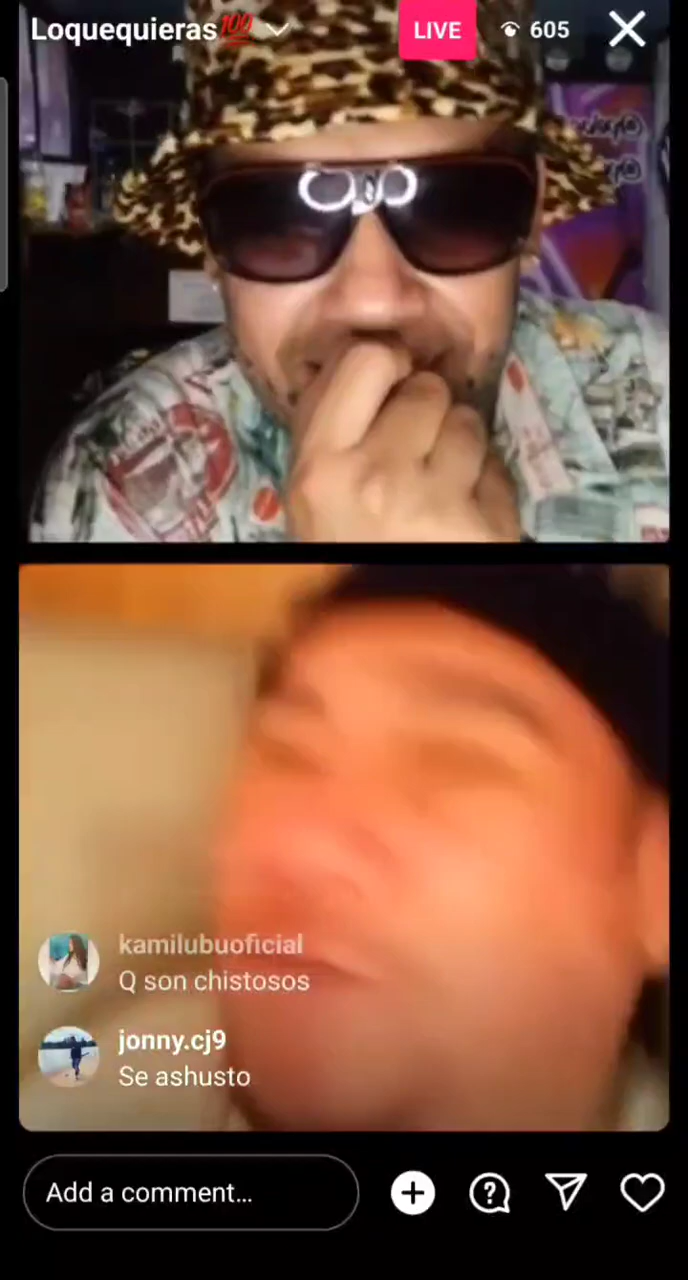 Loquequieras💯
LIVE
605
kamilubuoficial
Q son chistosos
jonny.cj9
Se ashusto
Add a comment...